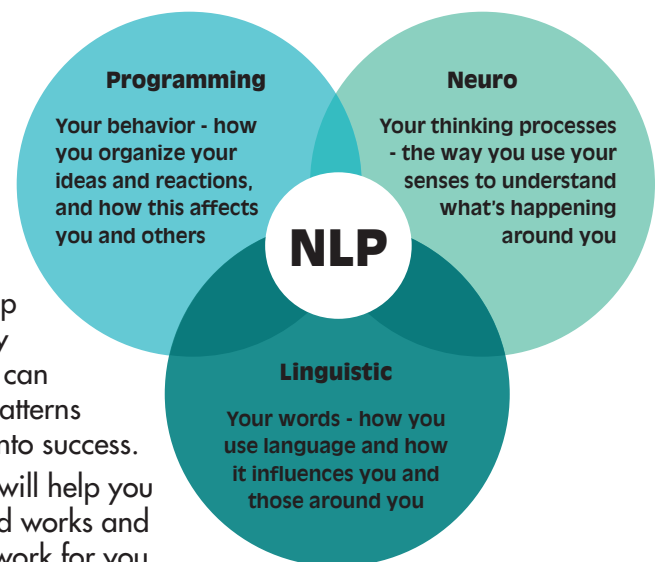 Programming
Your behavior - how
you organize your
ideas and reactions,
and how this affects
you and others
Neuro
Your thinking processes
- the way you use your
senses to understand
what's happening
around you
NLP
Linguistic
Your words - how you
use language and how
it influences you and
those around you
can
nto success.
will help you
works and
work for you